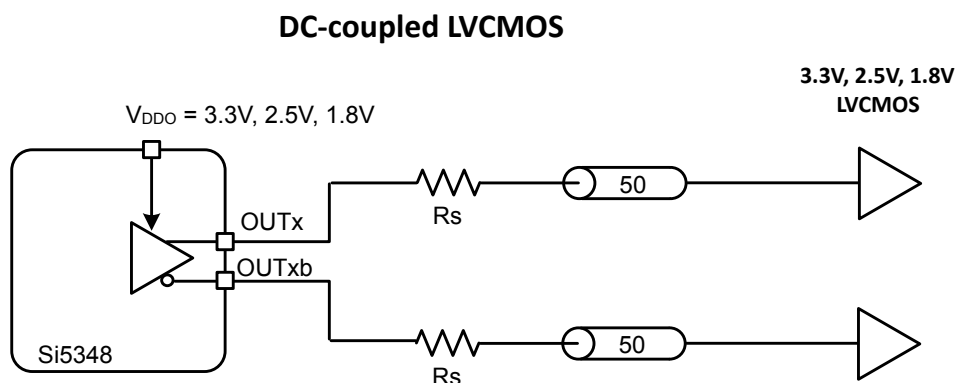 DC-coupled LVCMOS
3.3V, 2.5V, 1.8V
LVCMOS
VDDO = 3.3V, 2.5V, 1.8V
50
Rs
OUTx
OUTxb
50
Si5348
Rs